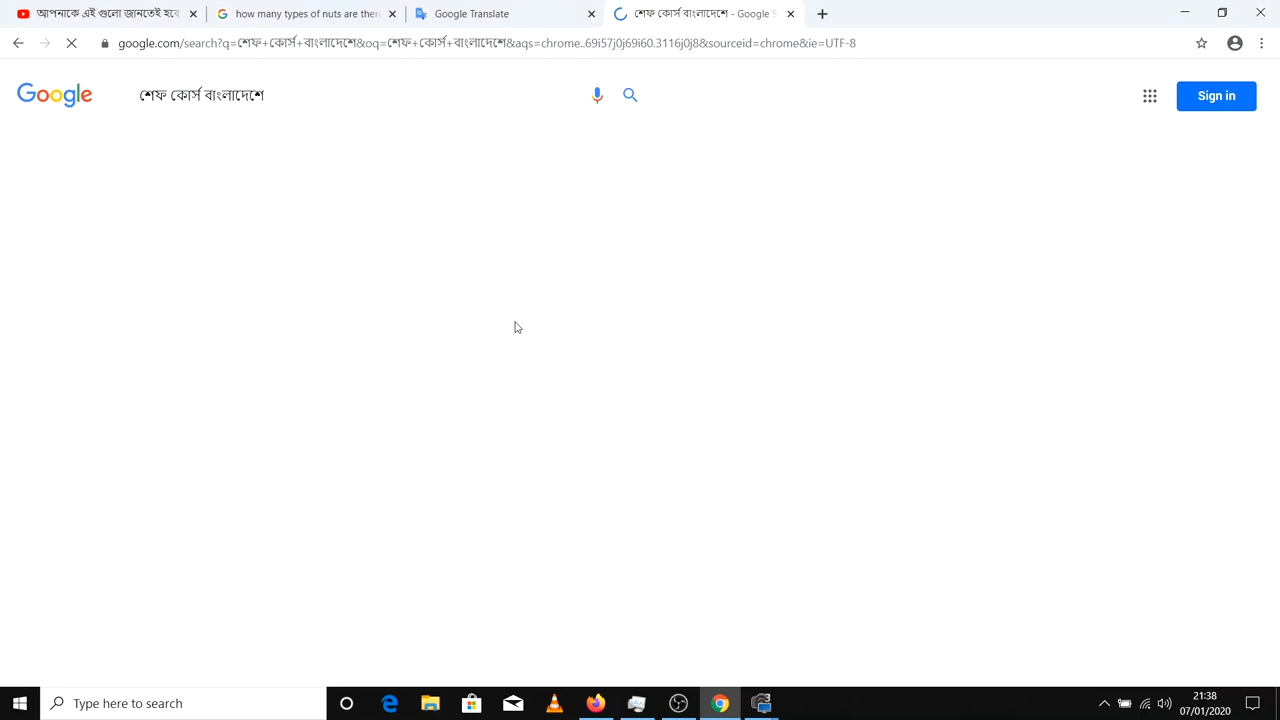 আপনাকে এই গুলো জানতেই হবে
how many types of nuts are ther
Google Translate
শেফ কোর্স বাংলাদেশে - Google S
google.com/search?q=শেফ+কোর্স+বাংলাদেশে&oq=শেফ+কোর্স+বাংলাদেশে&aqs=chrome..69i57j0j69i60.3116j0j8&sourceid=chrome&ie=UTF-8
Google
শেফ কোর্স বাংলাদেশে
Sign in
Type here to search
3
21:38
07/01/2020